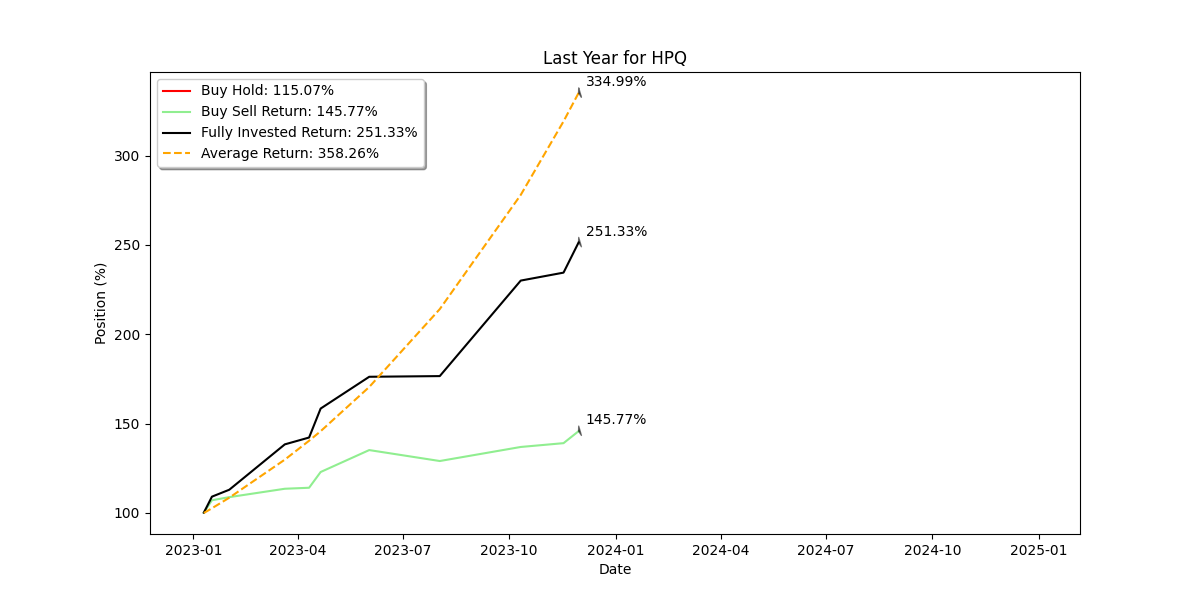 Last Year for HPQ
334.99%
Buy Hold: 115.07%
Buy Sell Return: 145.77%
Fully Invested Return: 251.33%
Average Return: 358.26%
300
250
200
150
100
Position (%)
251.33%
145.77%
2023-01 2023-04 2023-07 2023-10 2024-01 2024-04 2024-07 2024-10 2025-01
Date